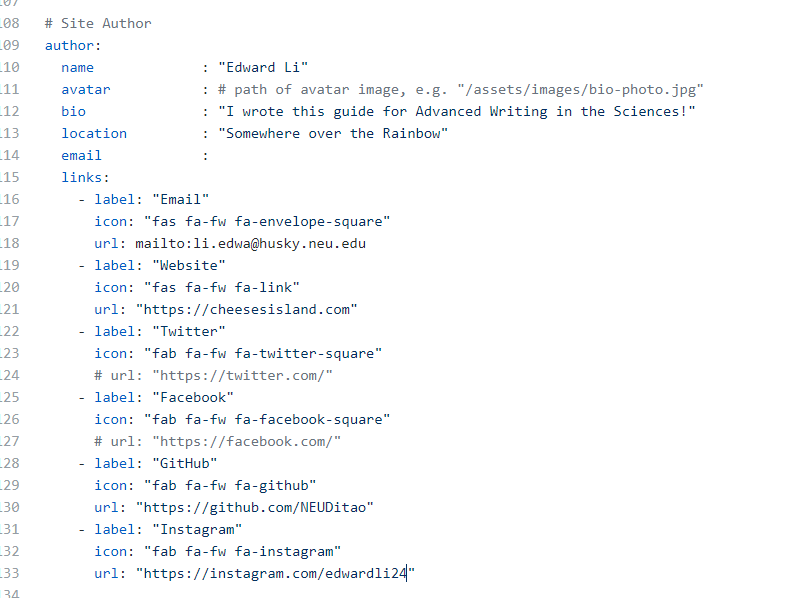 107
108 # Site Author
109 author:
110 name : "Edward Li"
111 avatar : # path of avatar image, e.g. "/assets/images/bio-photo.jpg"
112 bio : "I wrote this guide for Advanced Writing in the Sciences!"
113 location : "Somewhere over the Rainbow"
114 email :
115 links:
116 - label: "Email"
117 icon: "fas fa-fw fa-envelope-square"
118 url: mailto:li.edwa@husky.neu.edu
119 - label: "Website"
120 icon: "fas fa-fw fa-link"
121 url: "https://cheesesisland.com"
122 - label: "Twitter"
123 icon: "fab fa-fw fa-twitter-square"
124 # url: "https://twitter.com/"
125 - label: "Facebook"
126 icon: "fab fa-fw fa-facebook-square"
127 # url: "https://facebook.com/"
128 - label: "GitHub"
129 icon: "fab fa-fw fa-github"
130 url: "https://github.com/NEUDitao"
131 - label: "Instagram"
132 icon: "fab fa-fw fa-instagram"
133 url: "https://instagram.com/edwardli24"
134